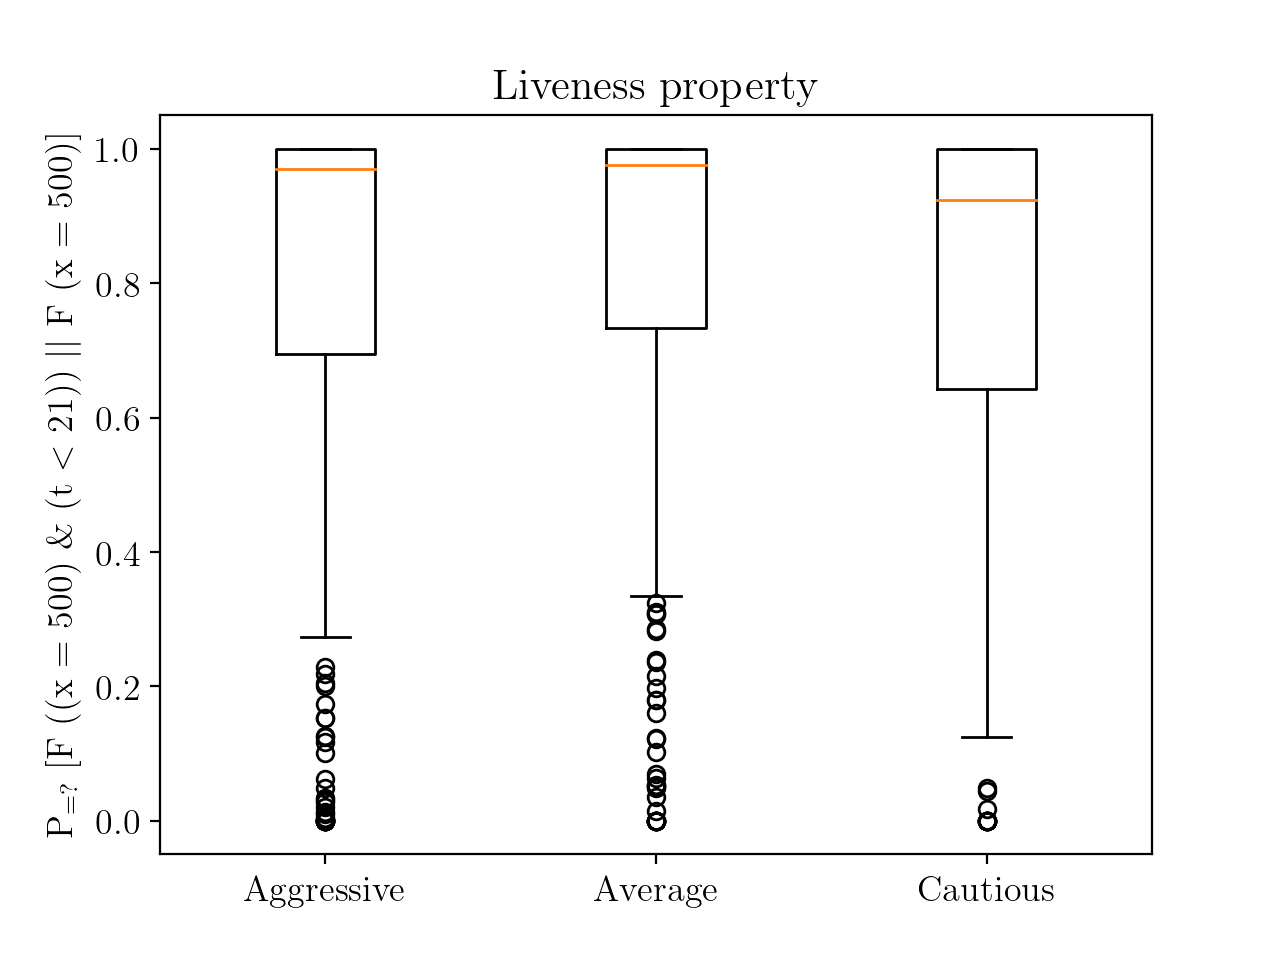 Liveness property
P=? [F ((x = 500) & (t < 21)) || F (x = 500)]
1.0
0.8
0.6
0.4
0.2
0.0
Aggressive Average Cautious